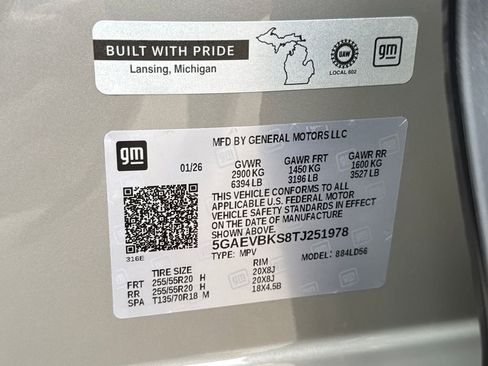 BUILT WITH PRIDE
Lansing, Michigan
UAW
LOCAL 602
gm
gm
MFD BY GENERAL MOTORS LLC
01/26 GVWR GAWR FRT GAWR RR
2900 KG 1450 KG 1600 KG
6394 LB 3196 LB 3527 LB
THIS VEHICLE CONFORMS TO ALL
APPLICABLE U.S. FEDERAL MOTOR
VEHICLE SAFETY STANDARDS IN EFFECT
ON THE DATE OF MANUFACTURE
SHOWN ABOVE.
5GAEVBKS8TJ251978
TYPE: MPV MODEL: 884LD56
316E
TIRE SIZE RIM
FRT 255/55R20 H 20X8J
RR 255/55R20 H 20X8J
SPA T135/70R18 M 18X4.5B